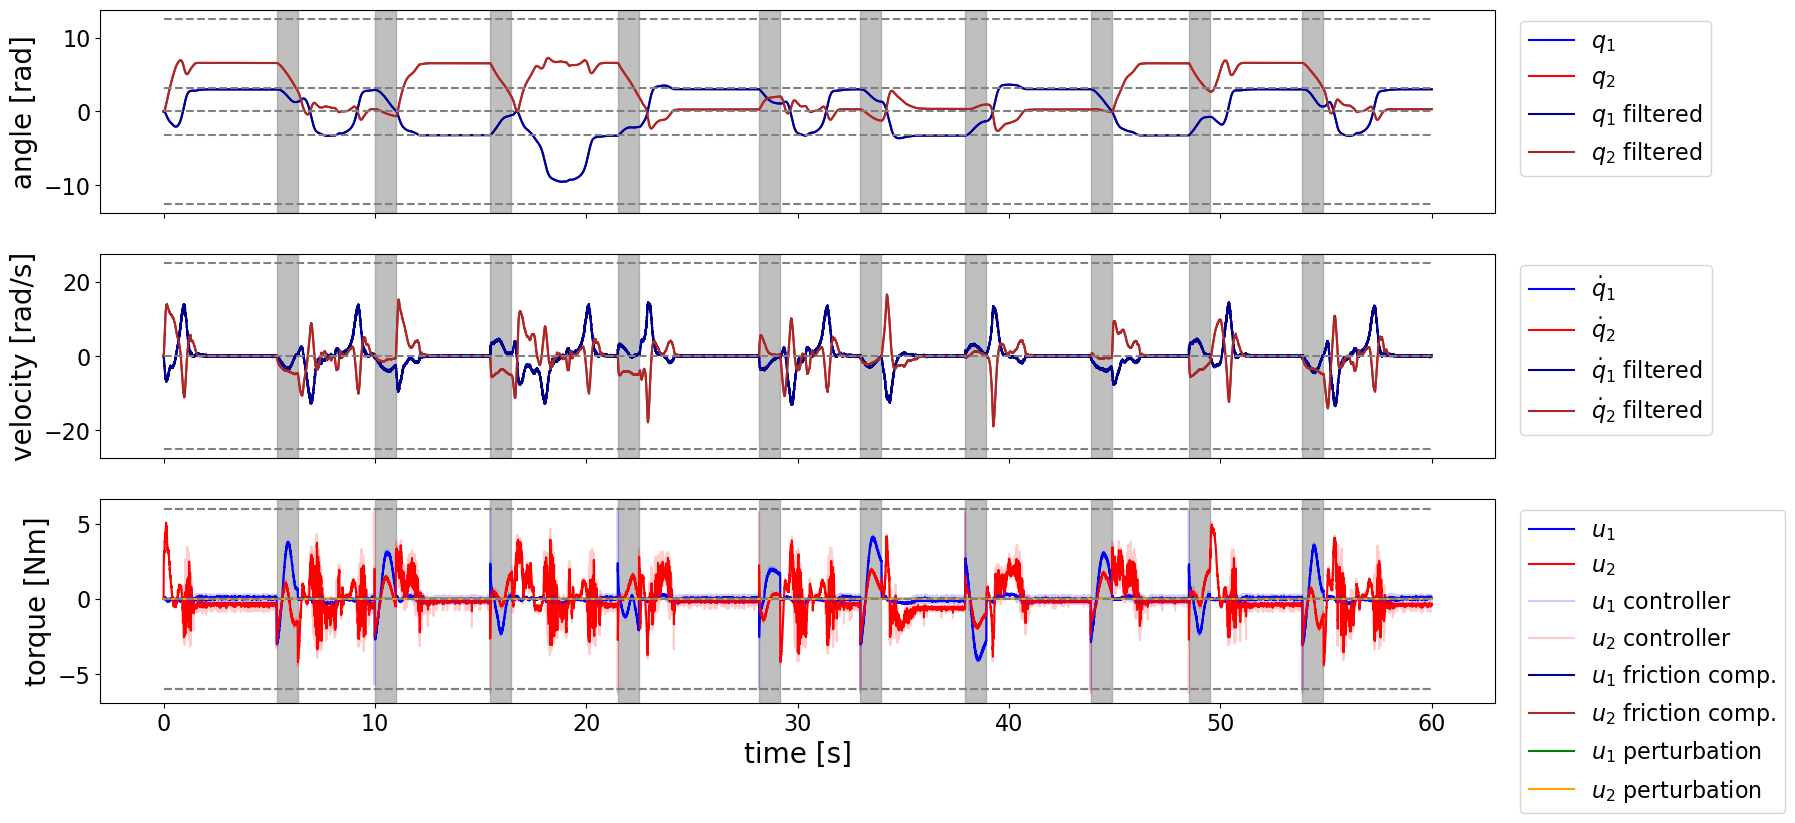 angle [rad]
10
0
−10
q₁
q₂
q₁ filtered
q₂ filtered
velocity [rad/s]
20
0
−20
q̇₁
q̇₂
q̇₁ filtered
q̇₂ filtered
torque [Nm]
5
0
−5
0 10 20 30 40 50 60
time [s]
u₁
u₂
u₁ controller
u₂ controller
u₁ friction comp.
u₂ friction comp.
u₁ perturbation
u₂ perturbation